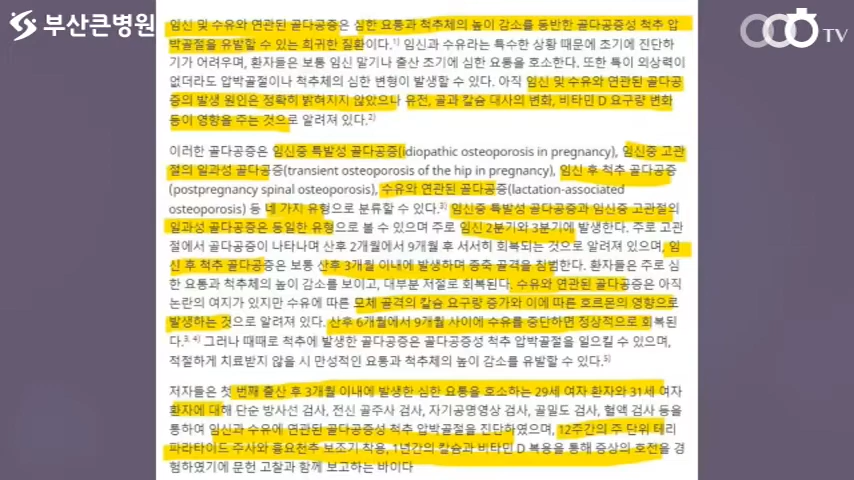 부산큰병원
TV
임신 및 수유와 연관된 골다공증은 심한 요통과 척추체의 높이 감소를 동반한 골다공증성 척추 압
박골절을 유발할 수 있는 희귀한 질환이다.1) 임신과 수유라는 특수한 상황 때문에 조기에 진단하
기가 어려우며, 환자들은 보통 임신 말기나 출산 초기에 심한 요통을 호소한다. 또한 특이 외상력이
없더라도 압박골절이나 척추체의 심한 변형이 발생할 수 있다. 아직 임신 및 수유와 연관된 골다공
증의 발생 원인은 정확히 밝혀지지 않았으나 유전, 골과 칼슘 대사의 변화, 비타민 D 요구량 변화
등이 영향을 주는 것으로 알려져 있다.2)
이러한 골다공증은 임신중 특발성 골다공증(idiopathic osteoporosis in pregnancy), 임신중 고관
절의 일과성 골다공증(transient osteoporosis of the hip in pregnancy), 임신 후 척추 골다공증
(postpregnancy spinal osteoporosis), 수유와 연관된 골다공증(lactation-associated
osteoporosis) 등 네 가지 유형으로 분류할 수 있다.3) 임신중 특발성 골다공증과 임신중 고관절의
일과성 골다공증은 동일한 유형으로 볼 수 있으며 주로 임신 2분기와 3분기에 발생한다. 주로 고관
절에서 골다공증이 나타나며 산후 2개월에서 9개월 후 서서히 회복되는 것으로 알려져 있으며, 임
신 후 척추 골다공증은 보통 산후 3개월 이내에 발생하며 중축 골격을 침범한다. 환자들은 주로 심
한 요통과 척추체의 높이 감소를 보이고, 대부분 저절로 회복된다. 수유와 연관된 골다공증은 아직
논란의 여지가 있지만 수유에 따른 모체 골격의 칼슘 요구량 증가와 이에 따른 호르몬의 영향으로
발생하는 것으로 알려져 있다. 산후 6개월에서 9개월 사이에 수유를 중단하면 정상적으로 회복된
다.3, 4) 그러나 때때로 척추에 발생한 골다공증은 골다공증성 척추 압박골절을 일으킬 수 있으며,
적절하게 치료받지 않을 시 만성적인 요통과 척추체의 높이 감소를 유발할 수 있다.5)
저자들은 첫 번째 출산 후 3개월 이내에 발생한 심한 요통을 호소하는 29세 여자 환자와 31세 여자
환자에 대해 단순 방사선 검사, 전신 골주사 검사, 자기공명영상 검사, 골밀도 검사, 혈액 검사 등을
통하여 임신과 수유에 연관된 골다공증성 척추 압박골절을 진단하였으며, 12주간의 주 단위 테리
파라타이드 주사와 흉요천추 보조기 착용, 1년간의 칼슘과 비타민 D 복용을 통해 증상의 호전을 경
험하였기에 문헌 고찰과 함께 보고하는 바이다